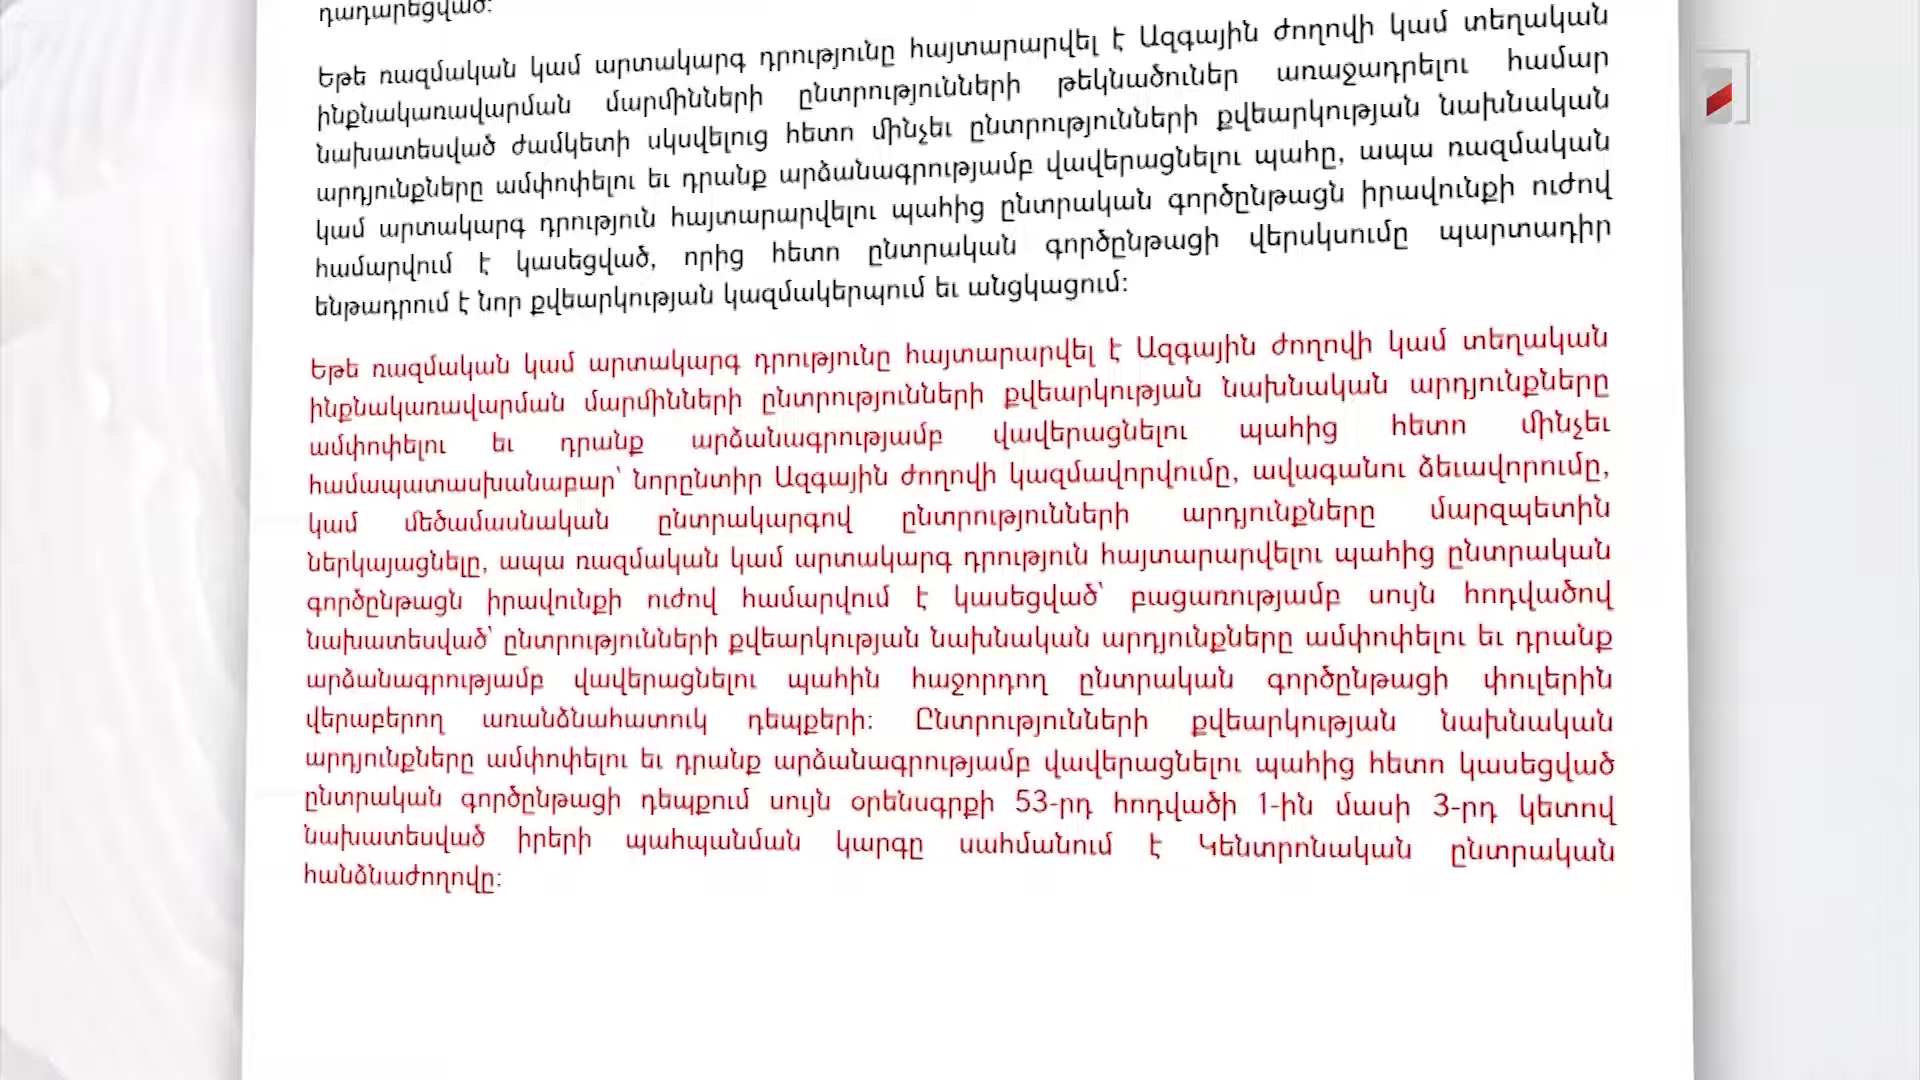 դադարեցված:
Եթե ռազմական կամ արտակարգ դրությունը հայտարարվել է Ազգային ժողովի կամ տեղական
ինքնակառավարման մարմինների ընտրությունների թեկնածուներ առաջադրելու համար
նախատեսված ժամկետի սկսվելուց հետո մինչեւ ընտրությունների քվեարկության նախնական
արդյունքները ամփոփելու եւ դրանք արձանագրությամբ վավերացնելու պահը, ապա ռազմական
կամ արտակարգ դրություն հայտարարվելու պահից ընտրական գործընթացն իրավունքի ուժով
համարվում է կասեցված, որից հետո ընտրական գործընթացի վերսկսումը պարտադիր
ենթադրում է նոր քվեարկության կազմակերպում եւ անցկացում:
Եթե ռազմական կամ արտակարգ դրությունը հայտարարվել է Ազգային ժողովի կամ տեղական
ինքնակառավարման մարմինների ընտրությունների քվեարկության նախնական արդյունքները
ամփոփելու եւ դրանք արձանագրությամբ վավերացնելու պահից հետո մինչեւ
համապատասխանաբար՝ նորընտիր Ազգային ժողովի կազմավորվումը, ավագանու ձեւավորումը,
կամ մեծամասնական ընտրակարգով ընտրությունների արդյունքները մարզպետին
ներկայացնելը, ապա ռազմական կամ արտակարգ դրություն հայտարարվելու պահից ընտրական
գործընթացն իրավունքի ուժով համարվում է կասեցված՝ բացառությամբ սույն հոդվածով
նախատեսված՝ ընտրությունների քվեարկության նախնական արդյունքները ամփոփելու եւ դրանք
արձանագրությամբ վավերացնելու պահին հաջորդող ընտրական գործընթացի փուլերին
վերաբերող առանձնահատուկ դեպքերի: Ընտրությունների քվեարկության նախնական
արդյունքները ամփոփելու եւ դրանք արձանագրությամբ վավերացնելու պահից հետո կասեցված
ընտրական գործընթացի դեպքում սույն օրենսգրքի 53-րդ հոդվածի 1-ին մասի 3-րդ կետով
նախատեսված իրերի պահպանման կարգը սահմանում է Կենտրոնական ընտրական
հանձնաժողովը: